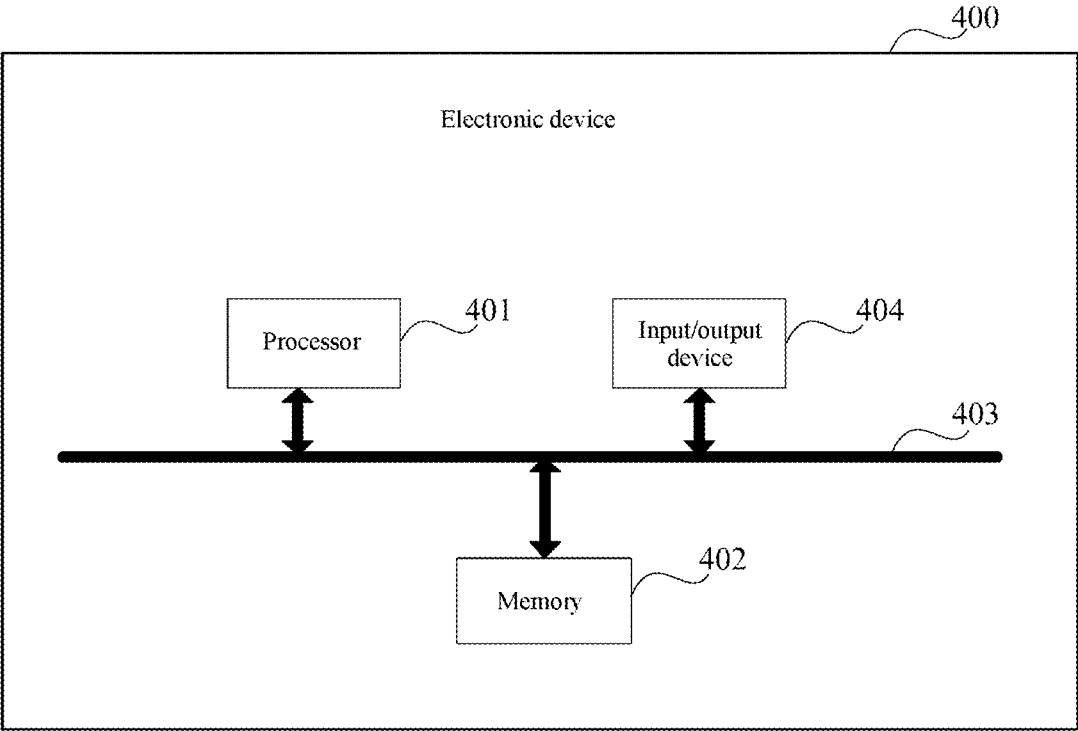 400
Electronic device
401
404
Processor
Input/output
device
403
402
Memory